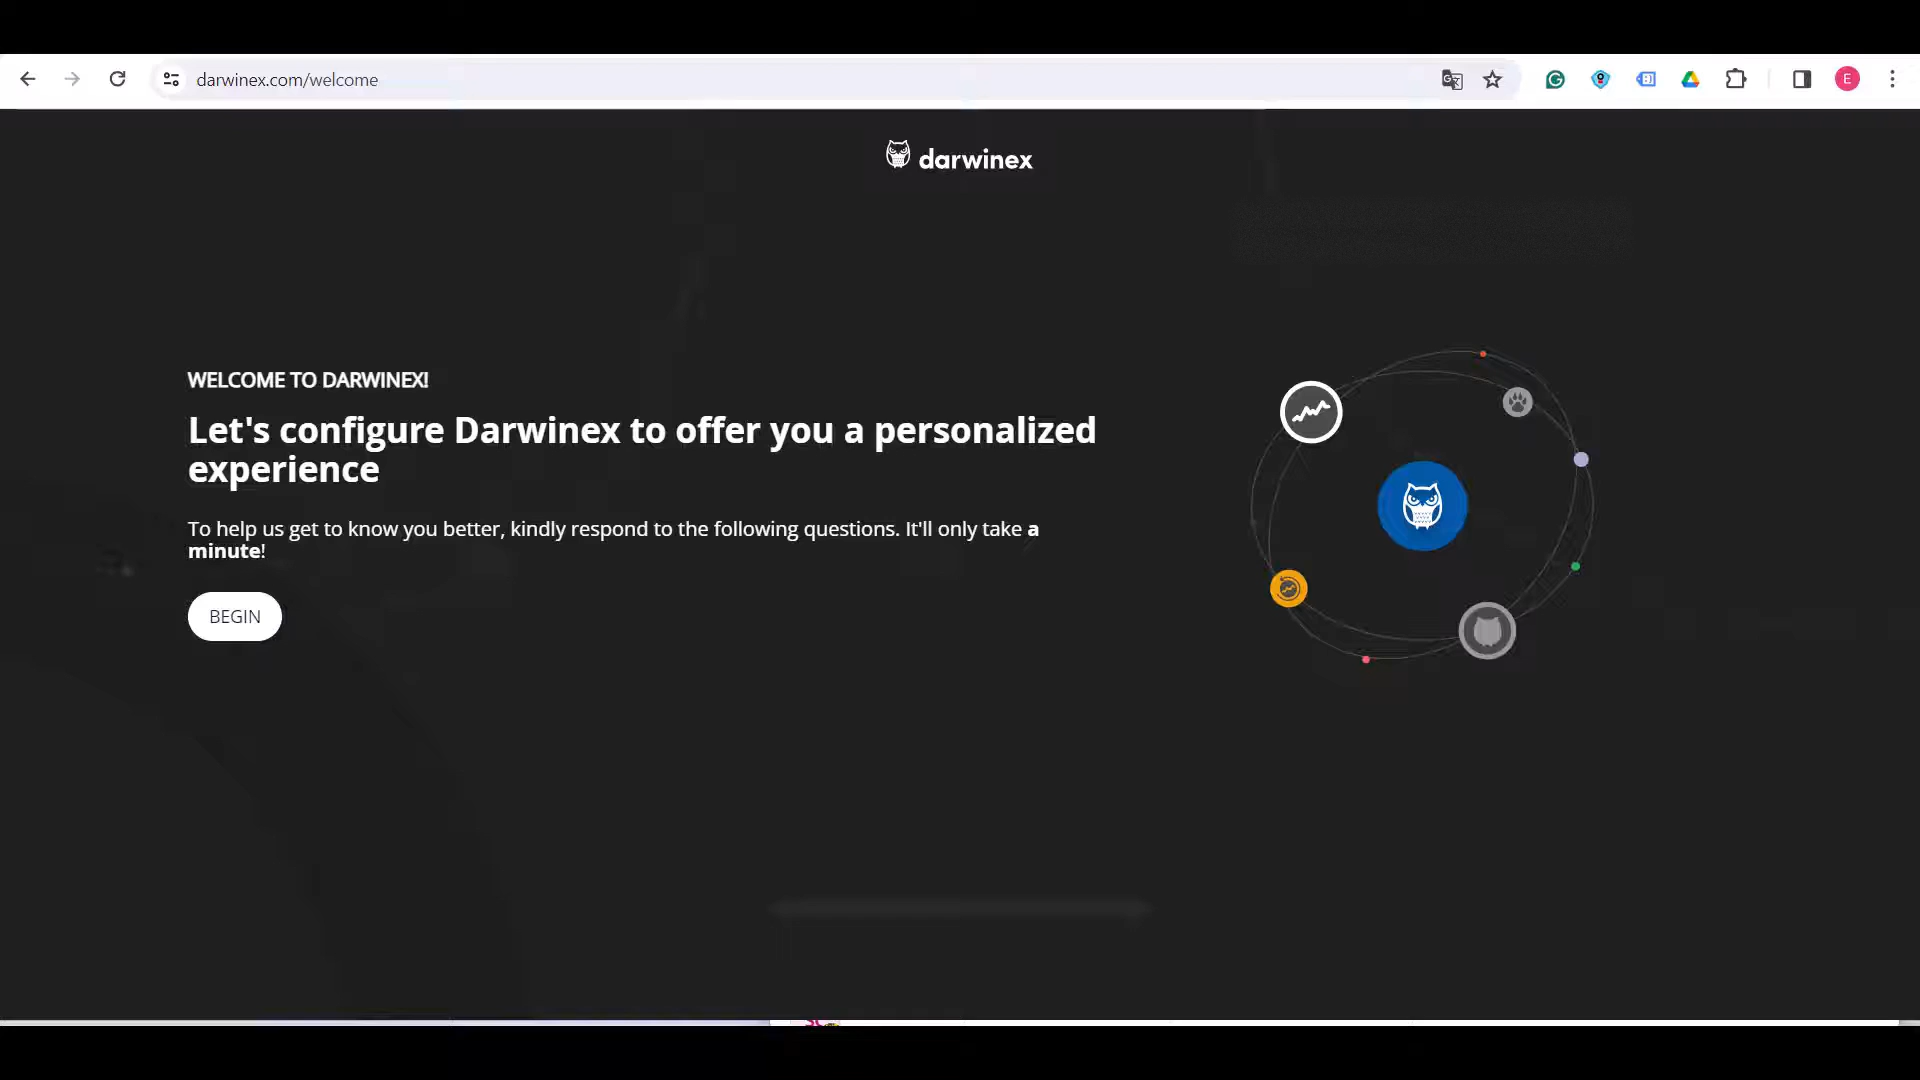 darwinex.com/welcome
E
darwinex
WELCOME TO DARWINEX!
Let's configure Darwinex to offer you a personalized
experience
To help us get to know you better, kindly respond to the following questions. It'll only take a
minute!
BEGIN